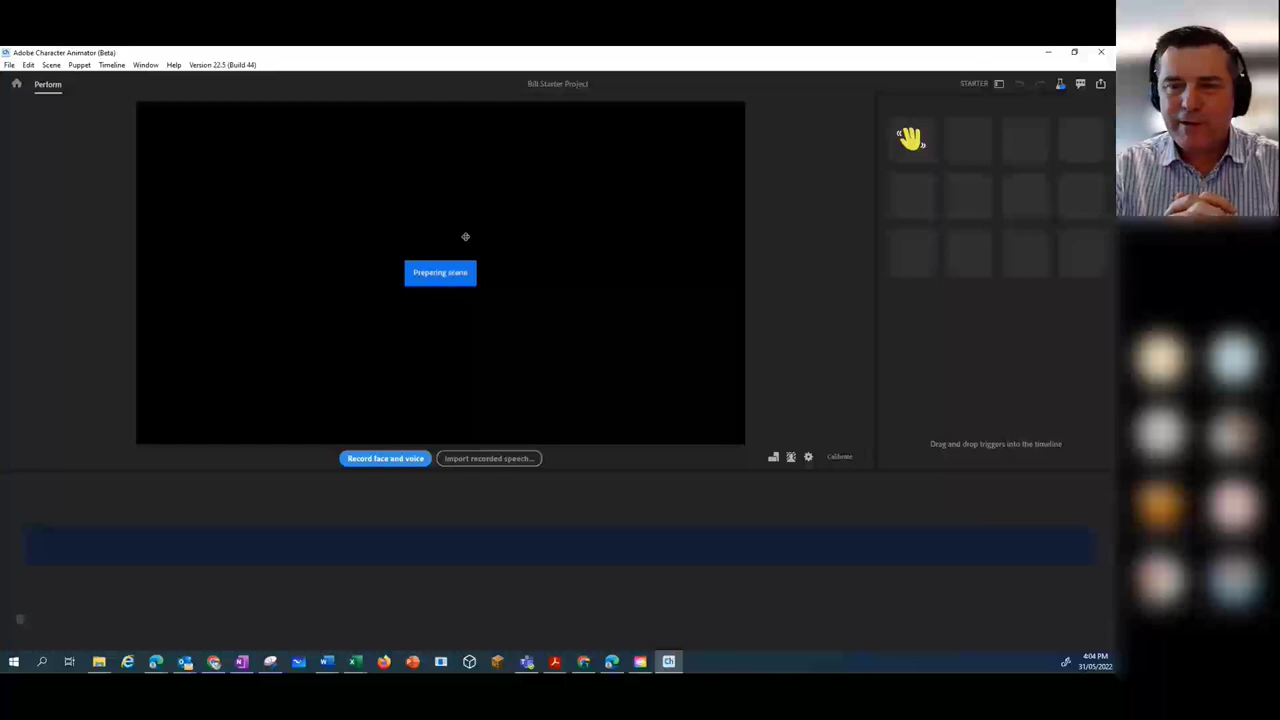 Adobe Character Animator (Beta)
File Edit Scene Puppet Timeline Window Help Version 22.5 (Build 44)
Perform
Bill Starter Project
STARTER
Preparing scene
Drag and drop triggers into the timeline
Record face and voice
Import recorded speech...
Calibrate
Ch
4:04 PM
31/05/2022